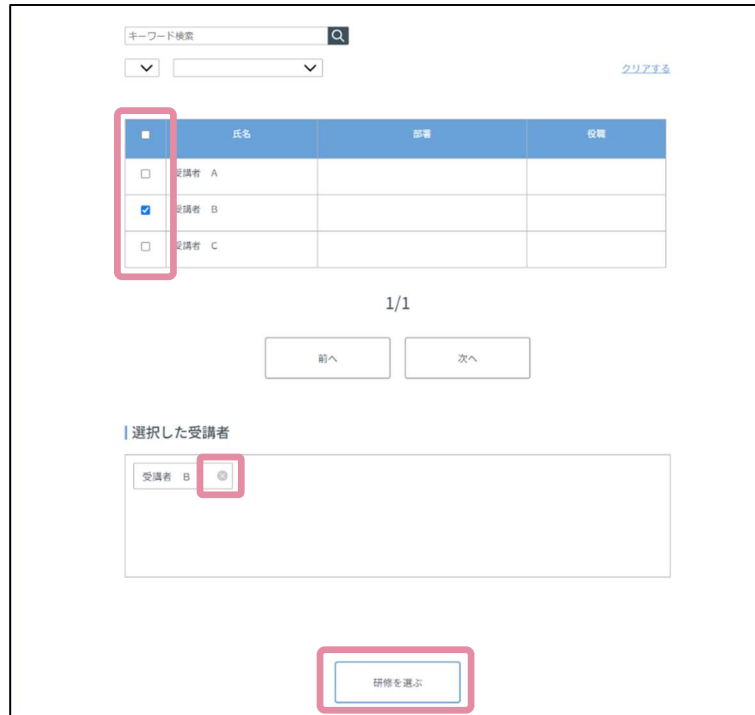 キーワード検索
クリアする
氏名 部署 役職
受講者 A
受講者 B
受講者 C
1/1
前へ 次へ
選択した受講者
受講者 B
研修を選ぶ